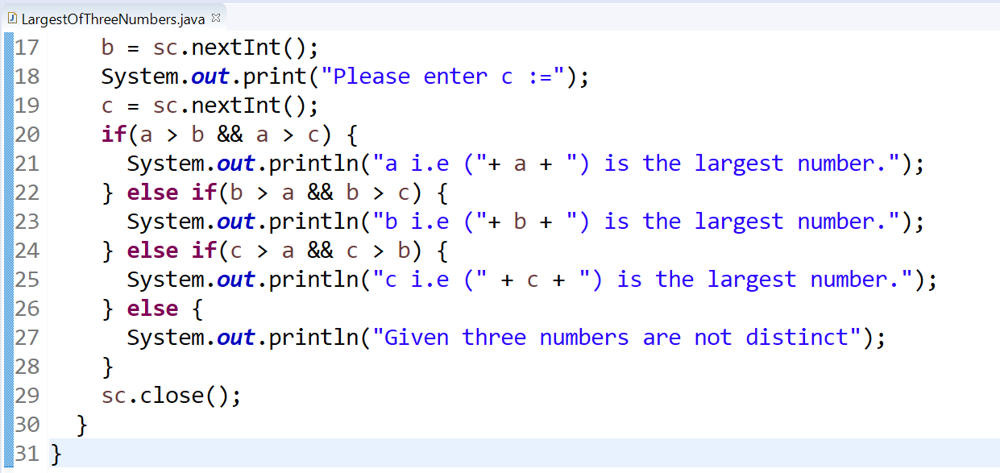 LargestOfThreeNumbers.java
17 b = sc.nextInt();
18 System.out.print("Please enter c :=");
19 c = sc.nextInt();
20 if(a > b && a > c) {
21 System.out.println("a i.e ("+ a + ") is the largest number.");
22 } else if(b > a && b > c) {
23 System.out.println("b i.e ("+ b + ") is the largest number.");
24 } else if(c > a && c > b) {
25 System.out.println("c i.e (" + c + ") is the largest number.");
26 } else {
27 System.out.println("Given three numbers are not distinct");
28 }
29 sc.close();
30 }
31 }